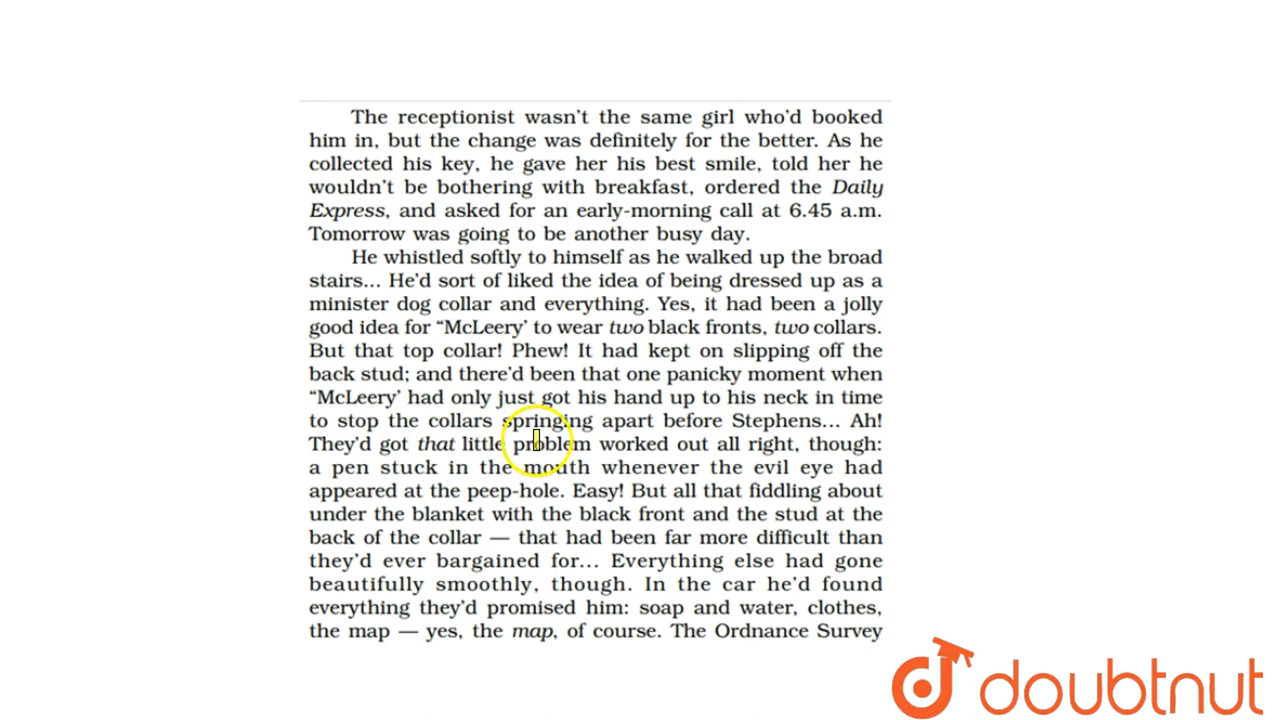 The receptionist wasn't the same girl who'd booked
him in, but the change was definitely for the better. As he
collected his key, he gave her his best smile, told her he
wouldn't be bothering with breakfast, ordered the Daily
Express, and asked for an early-morning call at 6.45 a.m.
Tomorrow was going to be another busy day.
He whistled softly to himself as he walked up the broad
stairs... He'd sort of liked the idea of being dressed up as a
minister dog collar and everything. Yes, it had been a jolly
good idea for “McLeery’ to wear two black fronts, two collars.
But that top collar! Phew! It had kept on slipping off the
back stud; and there'd been that one panicky moment when
“McLeery’ had only just got his hand up to his neck in time
to stop the collars springing apart before Stephens... Ah!
They'd got that little problem worked out all right, though:
a pen stuck in the mouth whenever the evil eye had
appeared at the peep-hole. Easy! But all that fiddling about
under the blanket with the black front and the stud at the
back of the collar — that had been far more difficult than
they'd ever bargained for... Everything else had gone
beautifully smoothly, though. In the car he'd found
everything they'd promised him: soap and water, clothes,
the map — yes, the map, of course. The Ordnance Survey
doubtnut